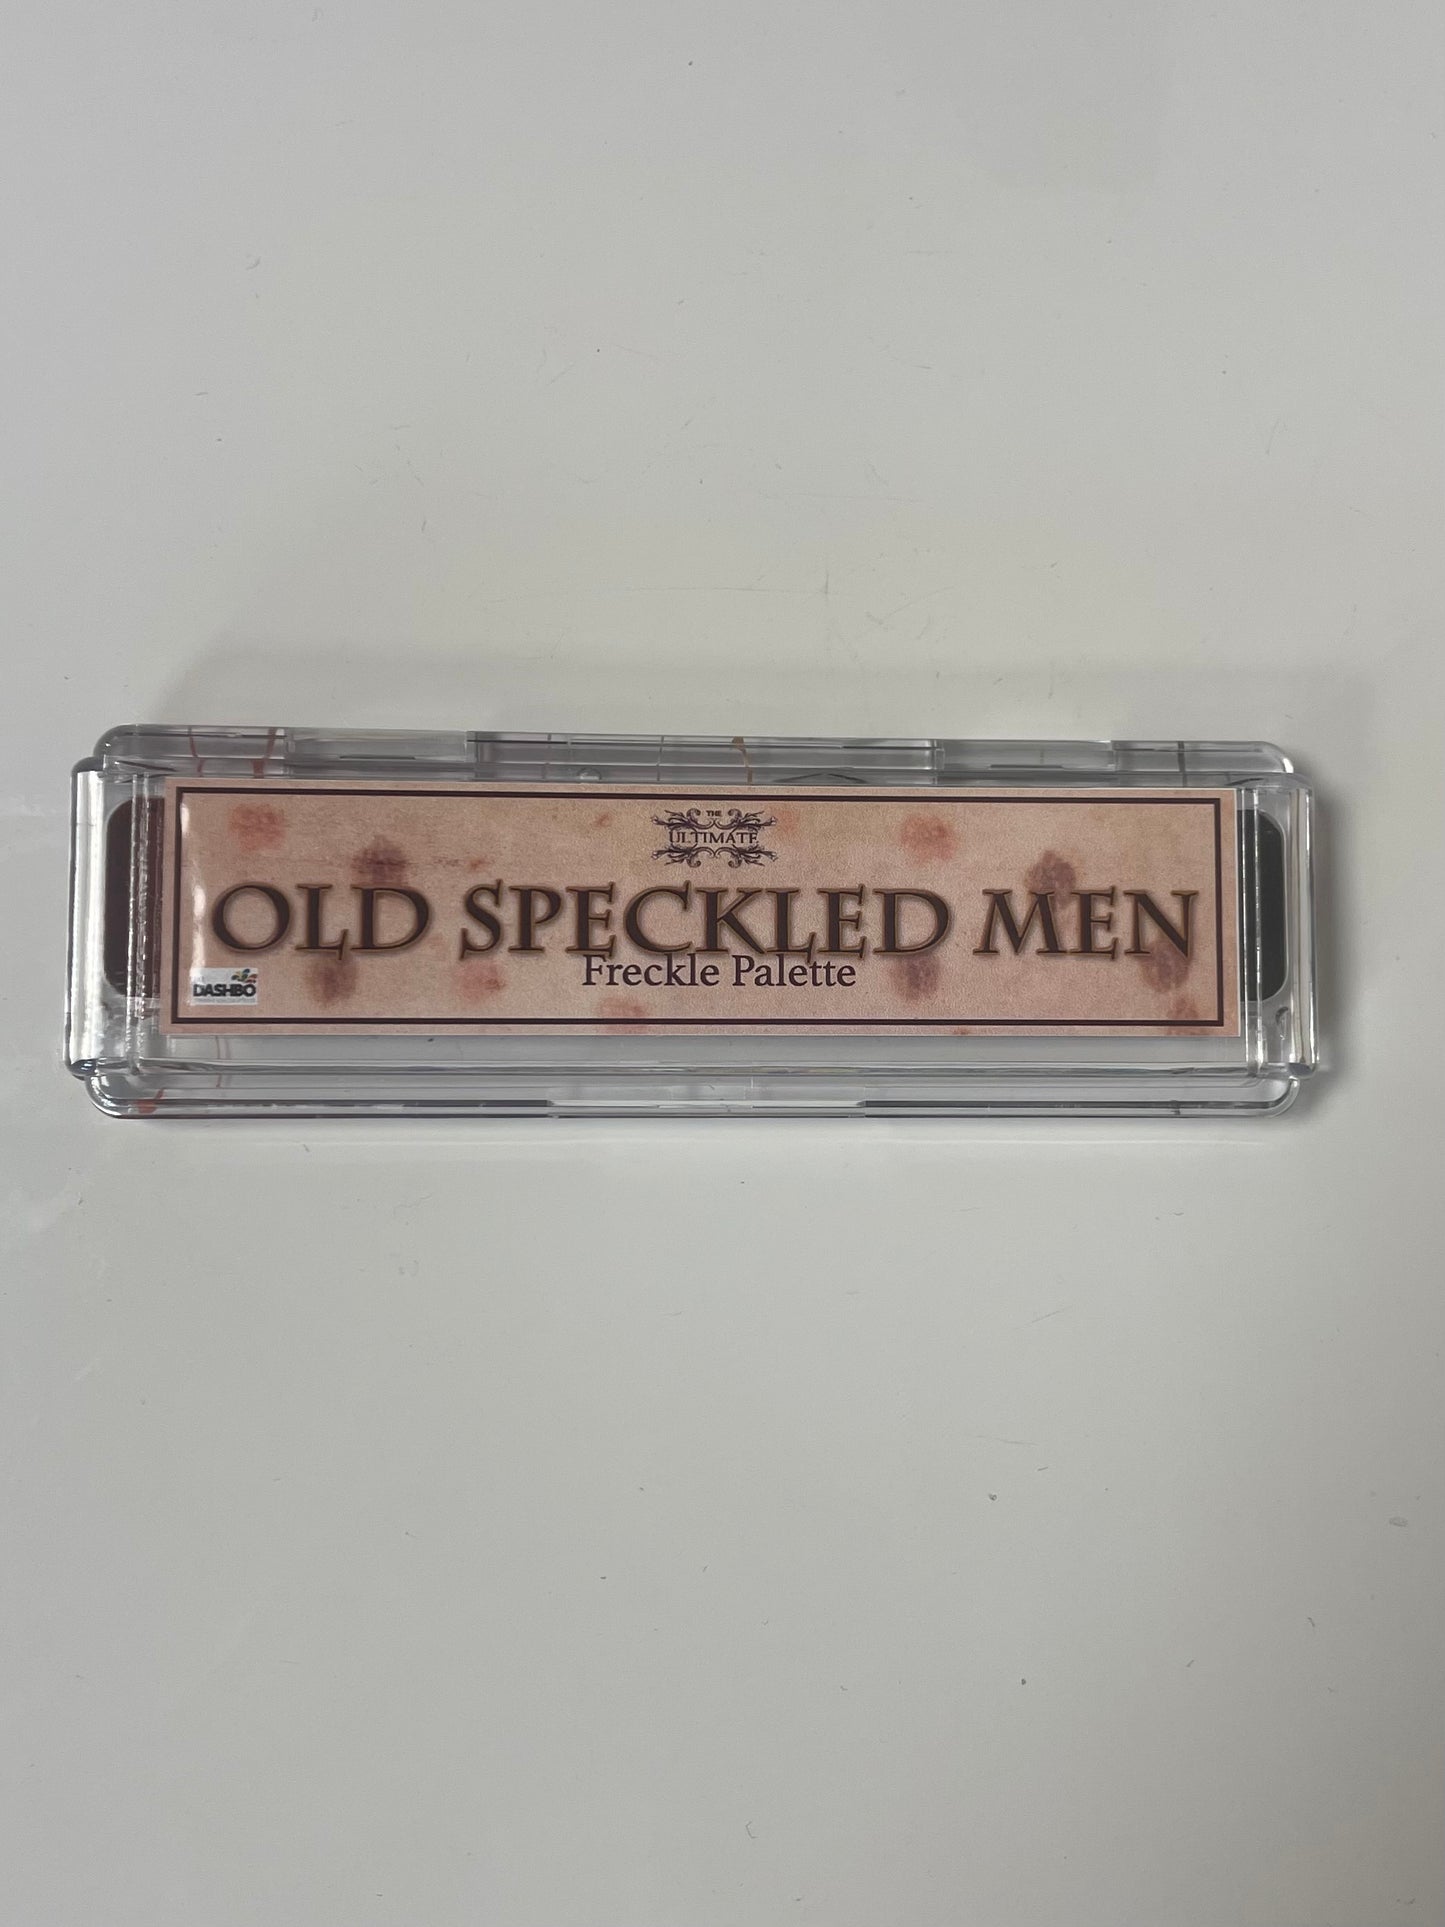 THE
ULTIMATE
OLD SPECKLED MEN
Freckle Palette
DASHBO